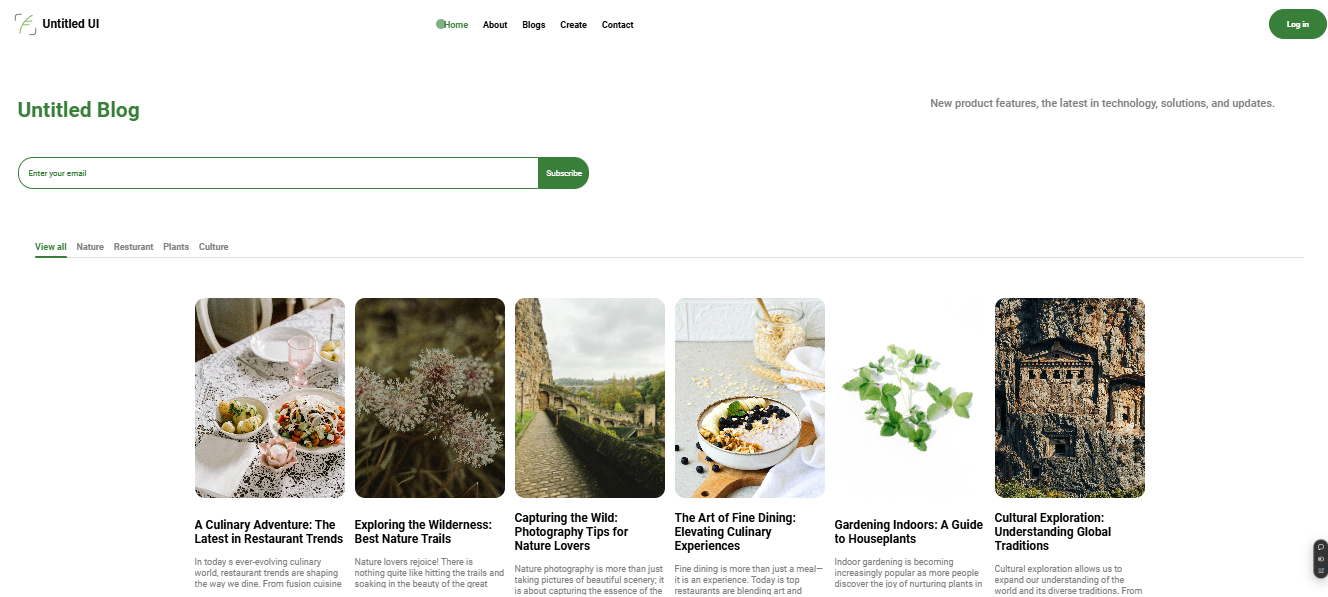 Untitled UI
Home About Blogs Create Contact
Log in
Untitled Blog
New product features, the latest in technology, solutions, and updates.
Enter your email
Subscribe
View all Nature Resturant Plants Culture
A Culinary Adventure: The
Latest in Restaurant Trends
In today s ever-evolving culinary
world, restaurant trends are shaping
the way we dine. From fusion cuisine
Exploring the Wilderness:
Best Nature Trails
Nature lovers rejoice! There is
nothing quite like hitting the trails and
soaking in the beauty of the great
Capturing the Wild:
Photography Tips for
Nature Lovers
Nature photography is more than just
taking pictures of beautiful scenery; it
is about capturing the essence of the
The Art of Fine Dining:
Elevating Culinary
Experiences
Fine dining is more than just a meal—
it is an experience. Today is top
restaurants are blending art and
Gardening Indoors: A Guide
to Houseplants
Indoor gardening is becoming
increasingly popular as more people
discover the joy of nurturing plants in
Cultural Exploration:
Understanding Global
Traditions
Cultural exploration allows us to
expand our understanding of the
world and its diverse traditions. From